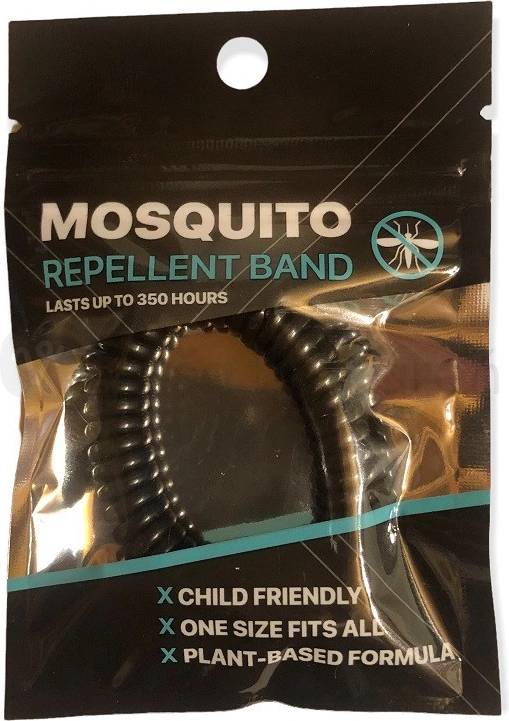 MOSQUITO
REPELLENT BAND
LASTS UP TO 350 HOURS
X CHILD FRIENDLY
X ONE SIZE FITS ALL
X PLANT-BASED FORMULA